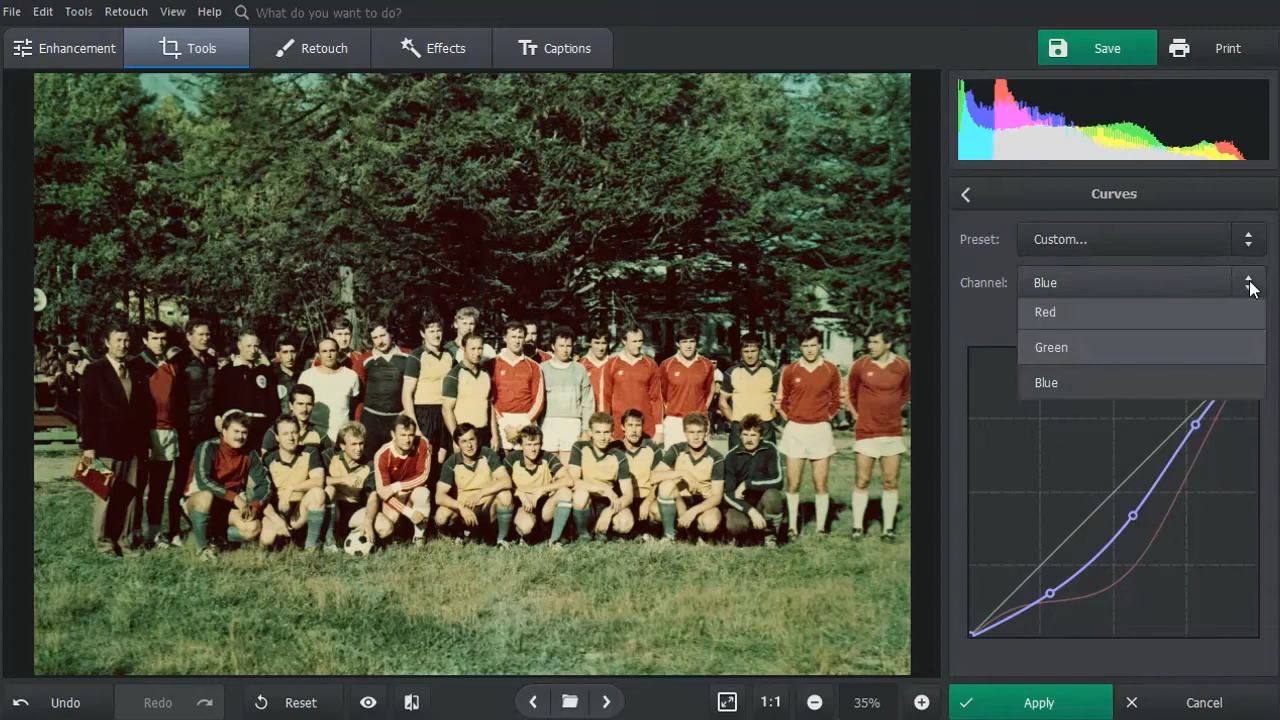 File Edit Tools Retouch View Help What do you want to do?
Enhancement Tools Retouch Effects Captions Save Print
Curves
Preset: Custom...
Channel: Blue
Red
Green
Blue
Undo Redo Reset 1:1 35% Apply Cancel